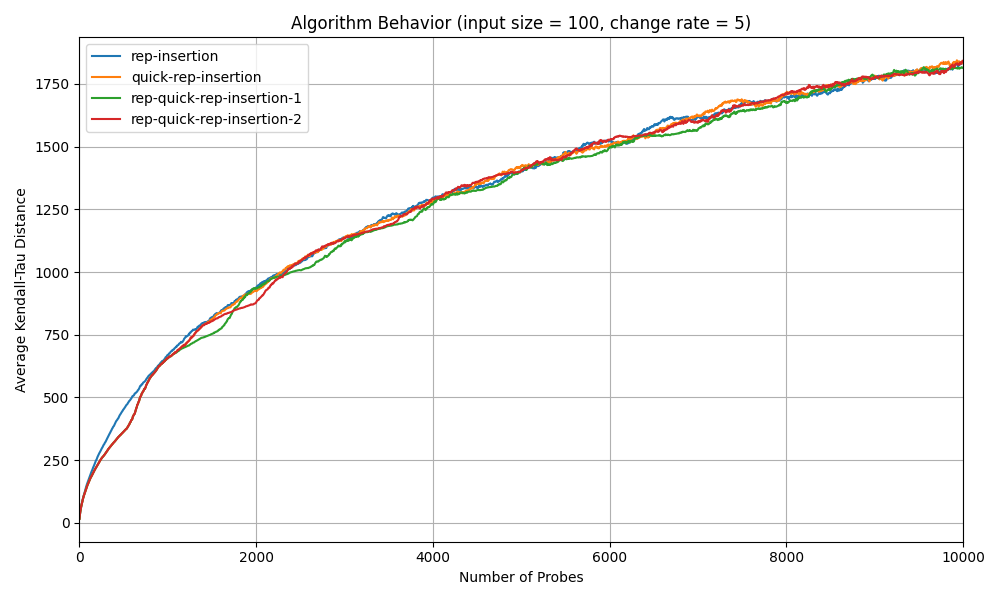 Algorithm Behavior (input size = 100, change rate = 5)
rep-insertion
quick-rep-insertion
rep-quick-rep-insertion-1
rep-quick-rep-insertion-2
Average Kendall-Tau Distance
1750
1500
1250
1000
750
500
250
0
0 2000 4000 6000 8000 10000
Number of Probes